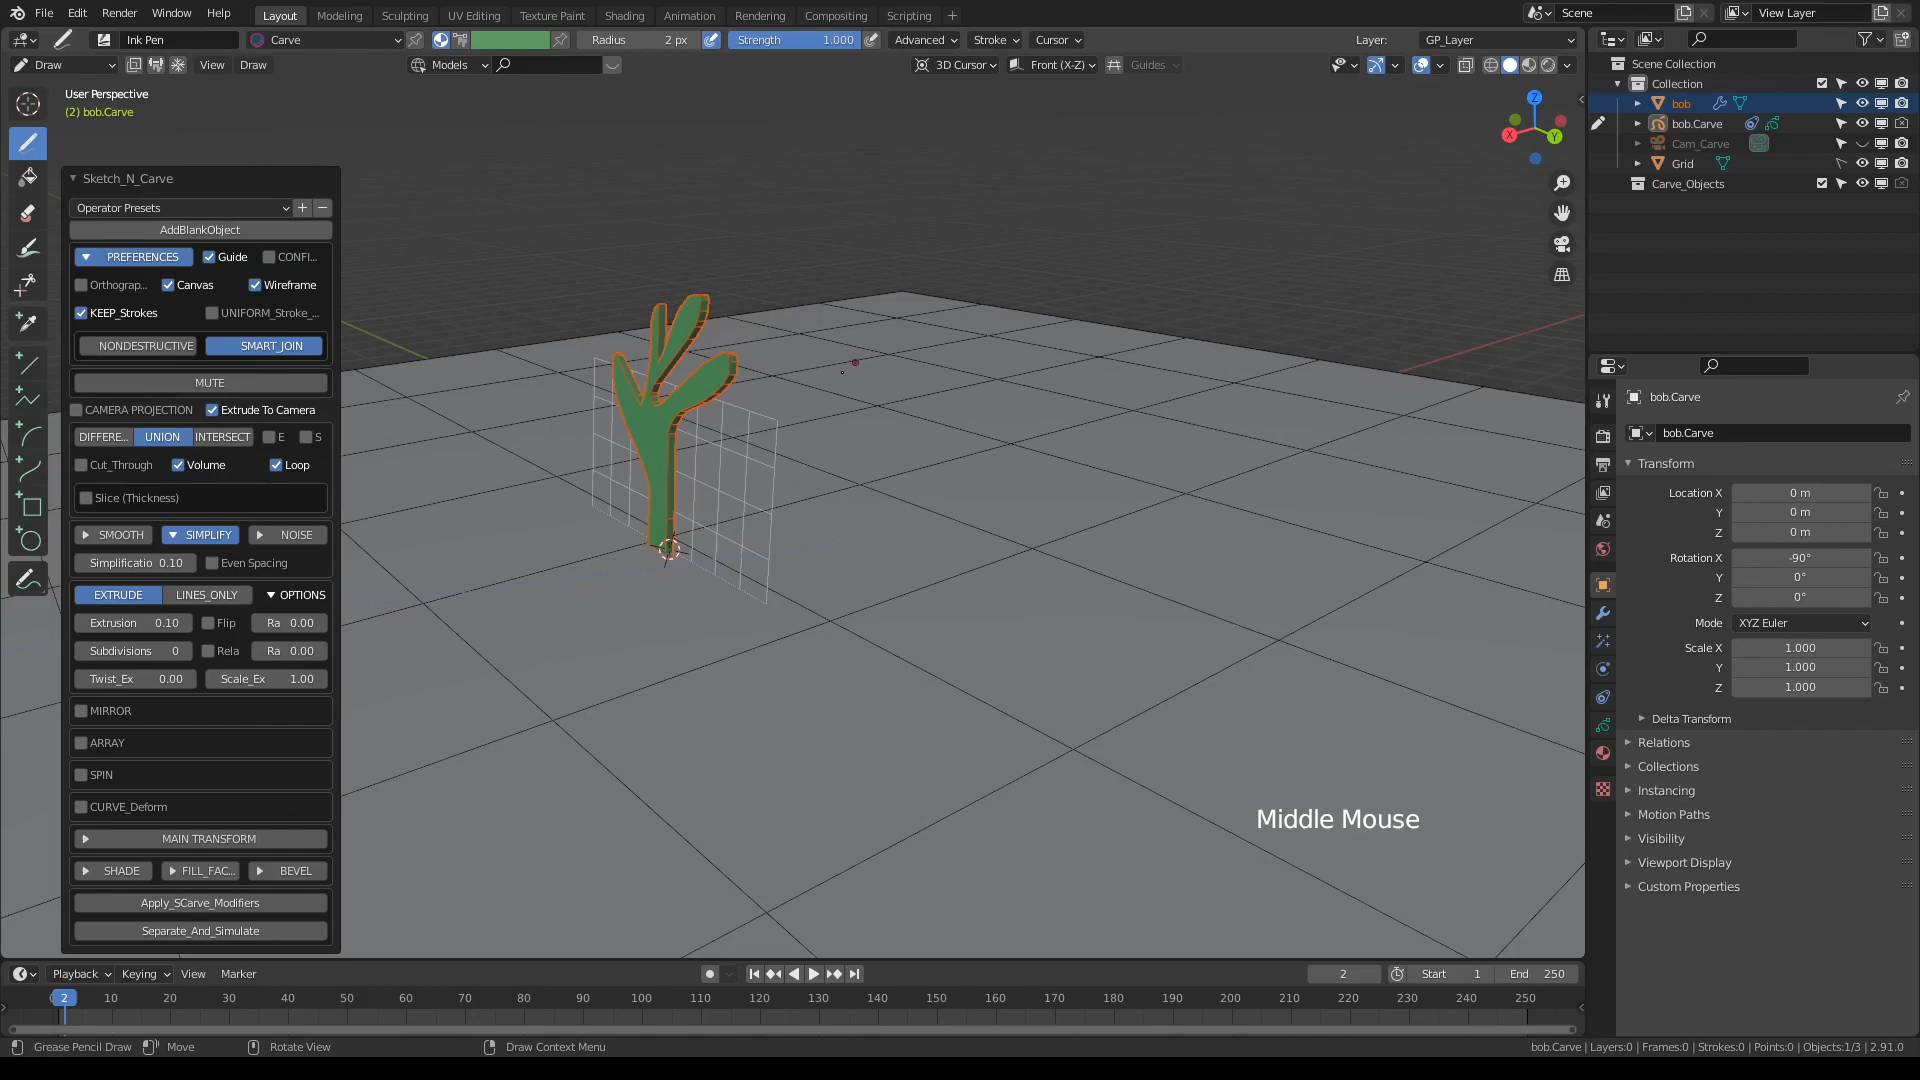 File Edit Render Window Help
Layout Modeling Sculpting UV Editing Texture Paint Shading Animation Rendering Compositing Scripting
Scene View Layer
Ink Pen Carve Radius 2 px Strength 1.000 Advanced Stroke Cursor Layer: GP_Layer
Draw View Draw Models 3D Cursor Front (X-Z) Guides
User Perspective
(2) bob.Carve
Z
X
Y
Sketch_N_Carve
Operator Presets
AddBlankObject
PREFERENCES Guide CONFI...
Orthograp... Canvas Wireframe
KEEP_Strokes UNIFORM_Stroke_...
NONDESTRUCTIVE SMART_JOIN
MUTE
CAMERA PROJECTION Extrude To Camera
DIFFERE... UNION INTERSECT E S
Cut_Through Volume Loop
Slice (Thickness)
SMOOTH SIMPLIFY NOISE
Simplificatio 0.10 Even Spacing
EXTRUDE LINES_ONLY OPTIONS
Extrusion 0.10 Flip Ra 0.00
Subdivisions 0 Rela Ra 0.00
Twist_Ex 0.00 Scale_Ex 1.00
MIRROR
ARRAY
SPIN
CURVE_Deform
MAIN TRANSFORM
SHADE FILL_FAC... BEVEL
Apply_SCarve_Modifiers
Separate_And_Simulate
Middle Mouse
Scene Collection
Collection
bob
bob.Carve
Cam_Carve
Grid
Carve_Objects
bob.Carve
bob.Carve
Transform
Location X 0 m
Y 0 m
Z 0 m
Rotation X -90°
Y 0°
Z 0°
Mode XYZ Euler
Scale X 1.000
Y 1.000
Z 1.000
Delta Transform
Relations
Collections
Instancing
Motion Paths
Visibility
Viewport Display
Custom Properties
Playback Keying View Marker 2 Start 1 End 250
2 10 20 30 40 50 60 70 80 90 100 110 120 130 140 150 160 170 180 190 200 210 220 230 240 250
Grease Pencil Draw Move Rotate View Draw Context Menu bob.Carve | Layers:0 | Frames:0 | Strokes:0 | Points:0 | Objects:1/3 | 2.91.0